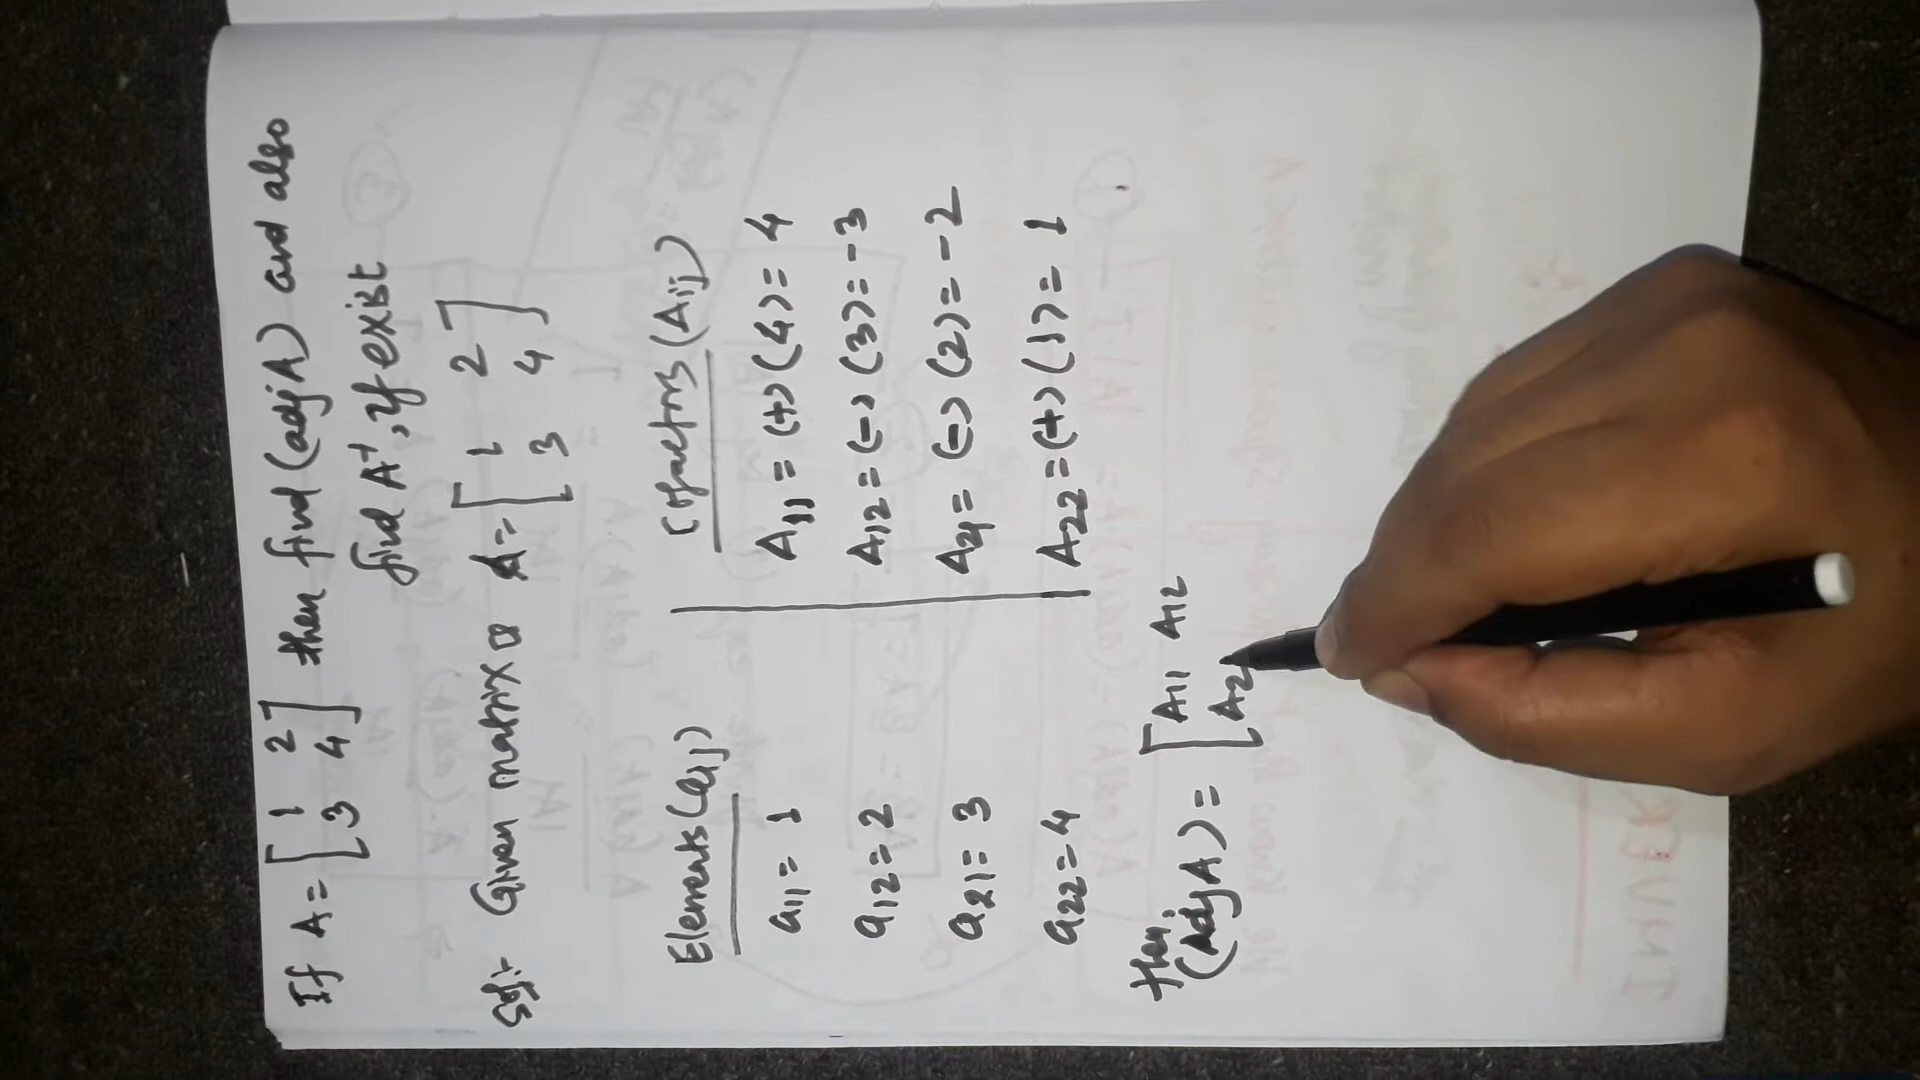 If A = [1 2 then find (adjA) and also
3 4] find A⁻¹, if exist
Sol:- Given matrix A = [1 2
3 4]
Elements(aij) Cofactors(Aij)
a11 = 1 A11 = (+)(4) = 4
a12 = 2 A12 = (-)(3) = -3
a21 = 3 A21 = (-)(2) = -2
a22 = 4 A22 = (+)(1) = 1
then,
(AdjA) = [A11 A12
A2